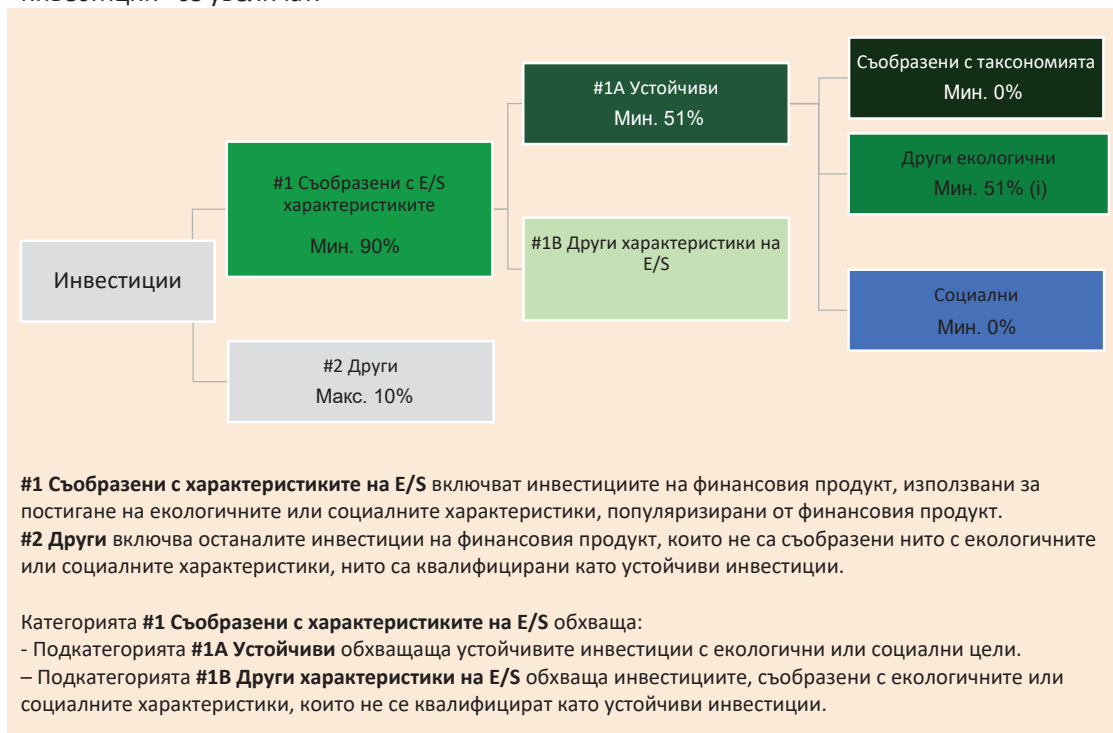 Съобразени с таксономията
Мин. 0%
#1A Устойчиви
Мин. 51%
Други екологични
Мин. 51% (i)
#1 Съобразени с E/S
характеристиките
Мин. 90%
#1B Други характеристики на
E/S
Инвестиции
Социални
Мин. 0%
#2 Други
Макс. 10%
#1 Съобразени с характеристиките на E/S включват инвестициите на финансовия продукт, използвани за
постигане на екологичните или социалните характеристики, популяризирани от финансовия продукт.
#2 Други включва останалите инвестиции на финансовия продукт, които не са съобразени нито с екологичните
или социалните характеристики, нито са квалифицирани като устойчиви инвестиции.
Категорията #1 Съобразени с характеристиките на E/S обхваща:
- Подкатегорията #1A Устойчиви обхващаща устойчивите инвестиции с екологични или социални цели.
– Подкатегорията #1B Други характеристики на E/S обхваща инвестициите, съобразени с екологичните или
социалните характеристики, които не се квалифицират като устойчиви инвестиции.